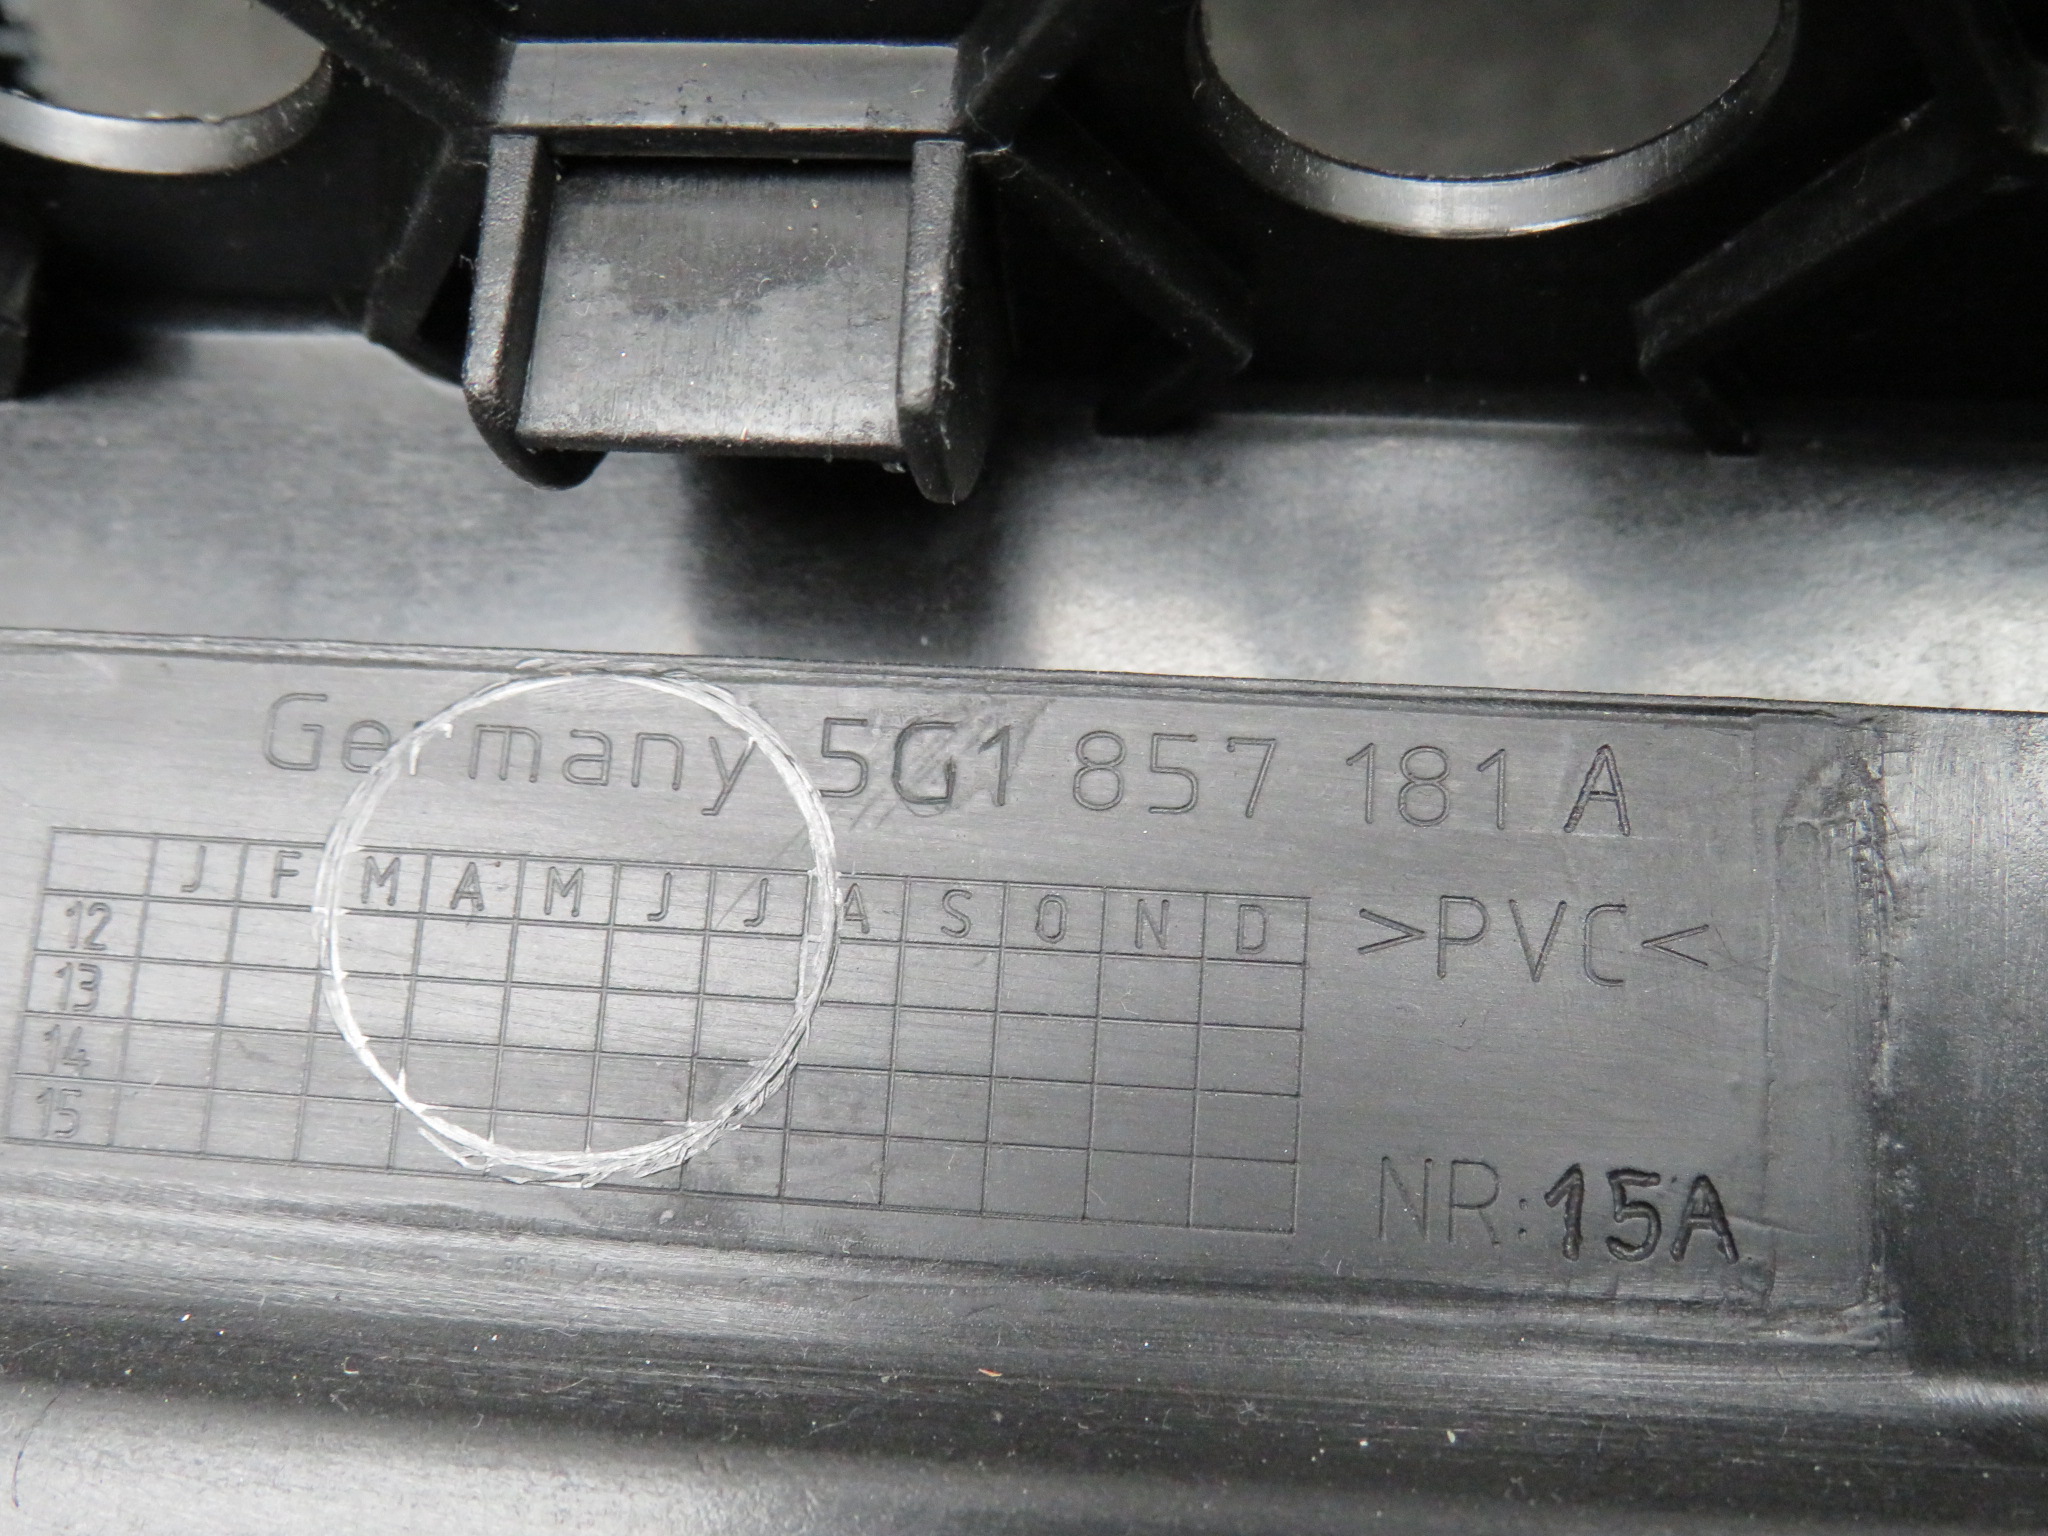 Germany 5G1 857 181 A
J F M A M J J A S O N D
12
13
14
15
>PVC<
NR:15A